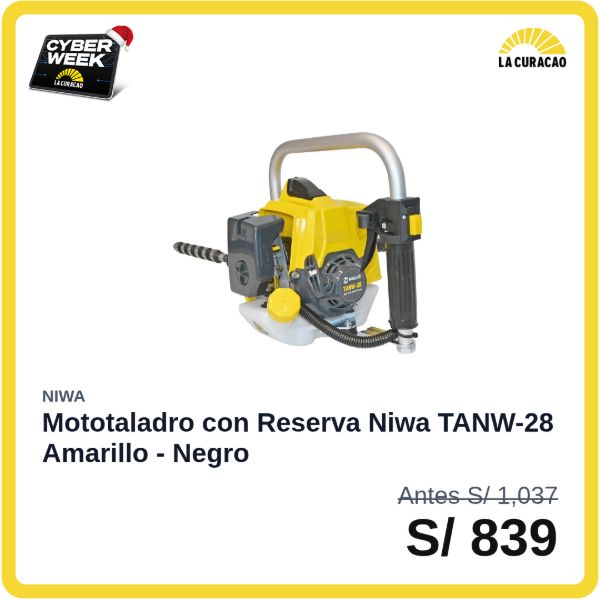 CYBER
WEEK
LA CURACAO
LA CURACAO
TANW-28
NIWA
Mototaladro con Reserva Niwa TANW-28
Amarillo - Negro
Antes S/ 1,037
S/ 839